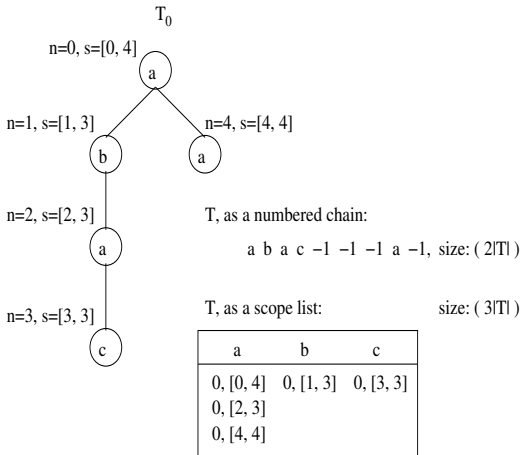 T0
n=0, s=[0, 4]
a
n=1, s=[1, 3]
n=4, s=[4, 4]
b
a
n=2, s=[2, 3]
T, as a numbered chain:
a
a b a c −1 −1 −1 a −1, size: ( 2|T| )
n=3, s=[3, 3]
T, as a scope list: size: ( 3|T| )
c
a b c
0, [0, 4] 0, [1, 3] 0, [3, 3]
0, [2, 3]
0, [4, 4]